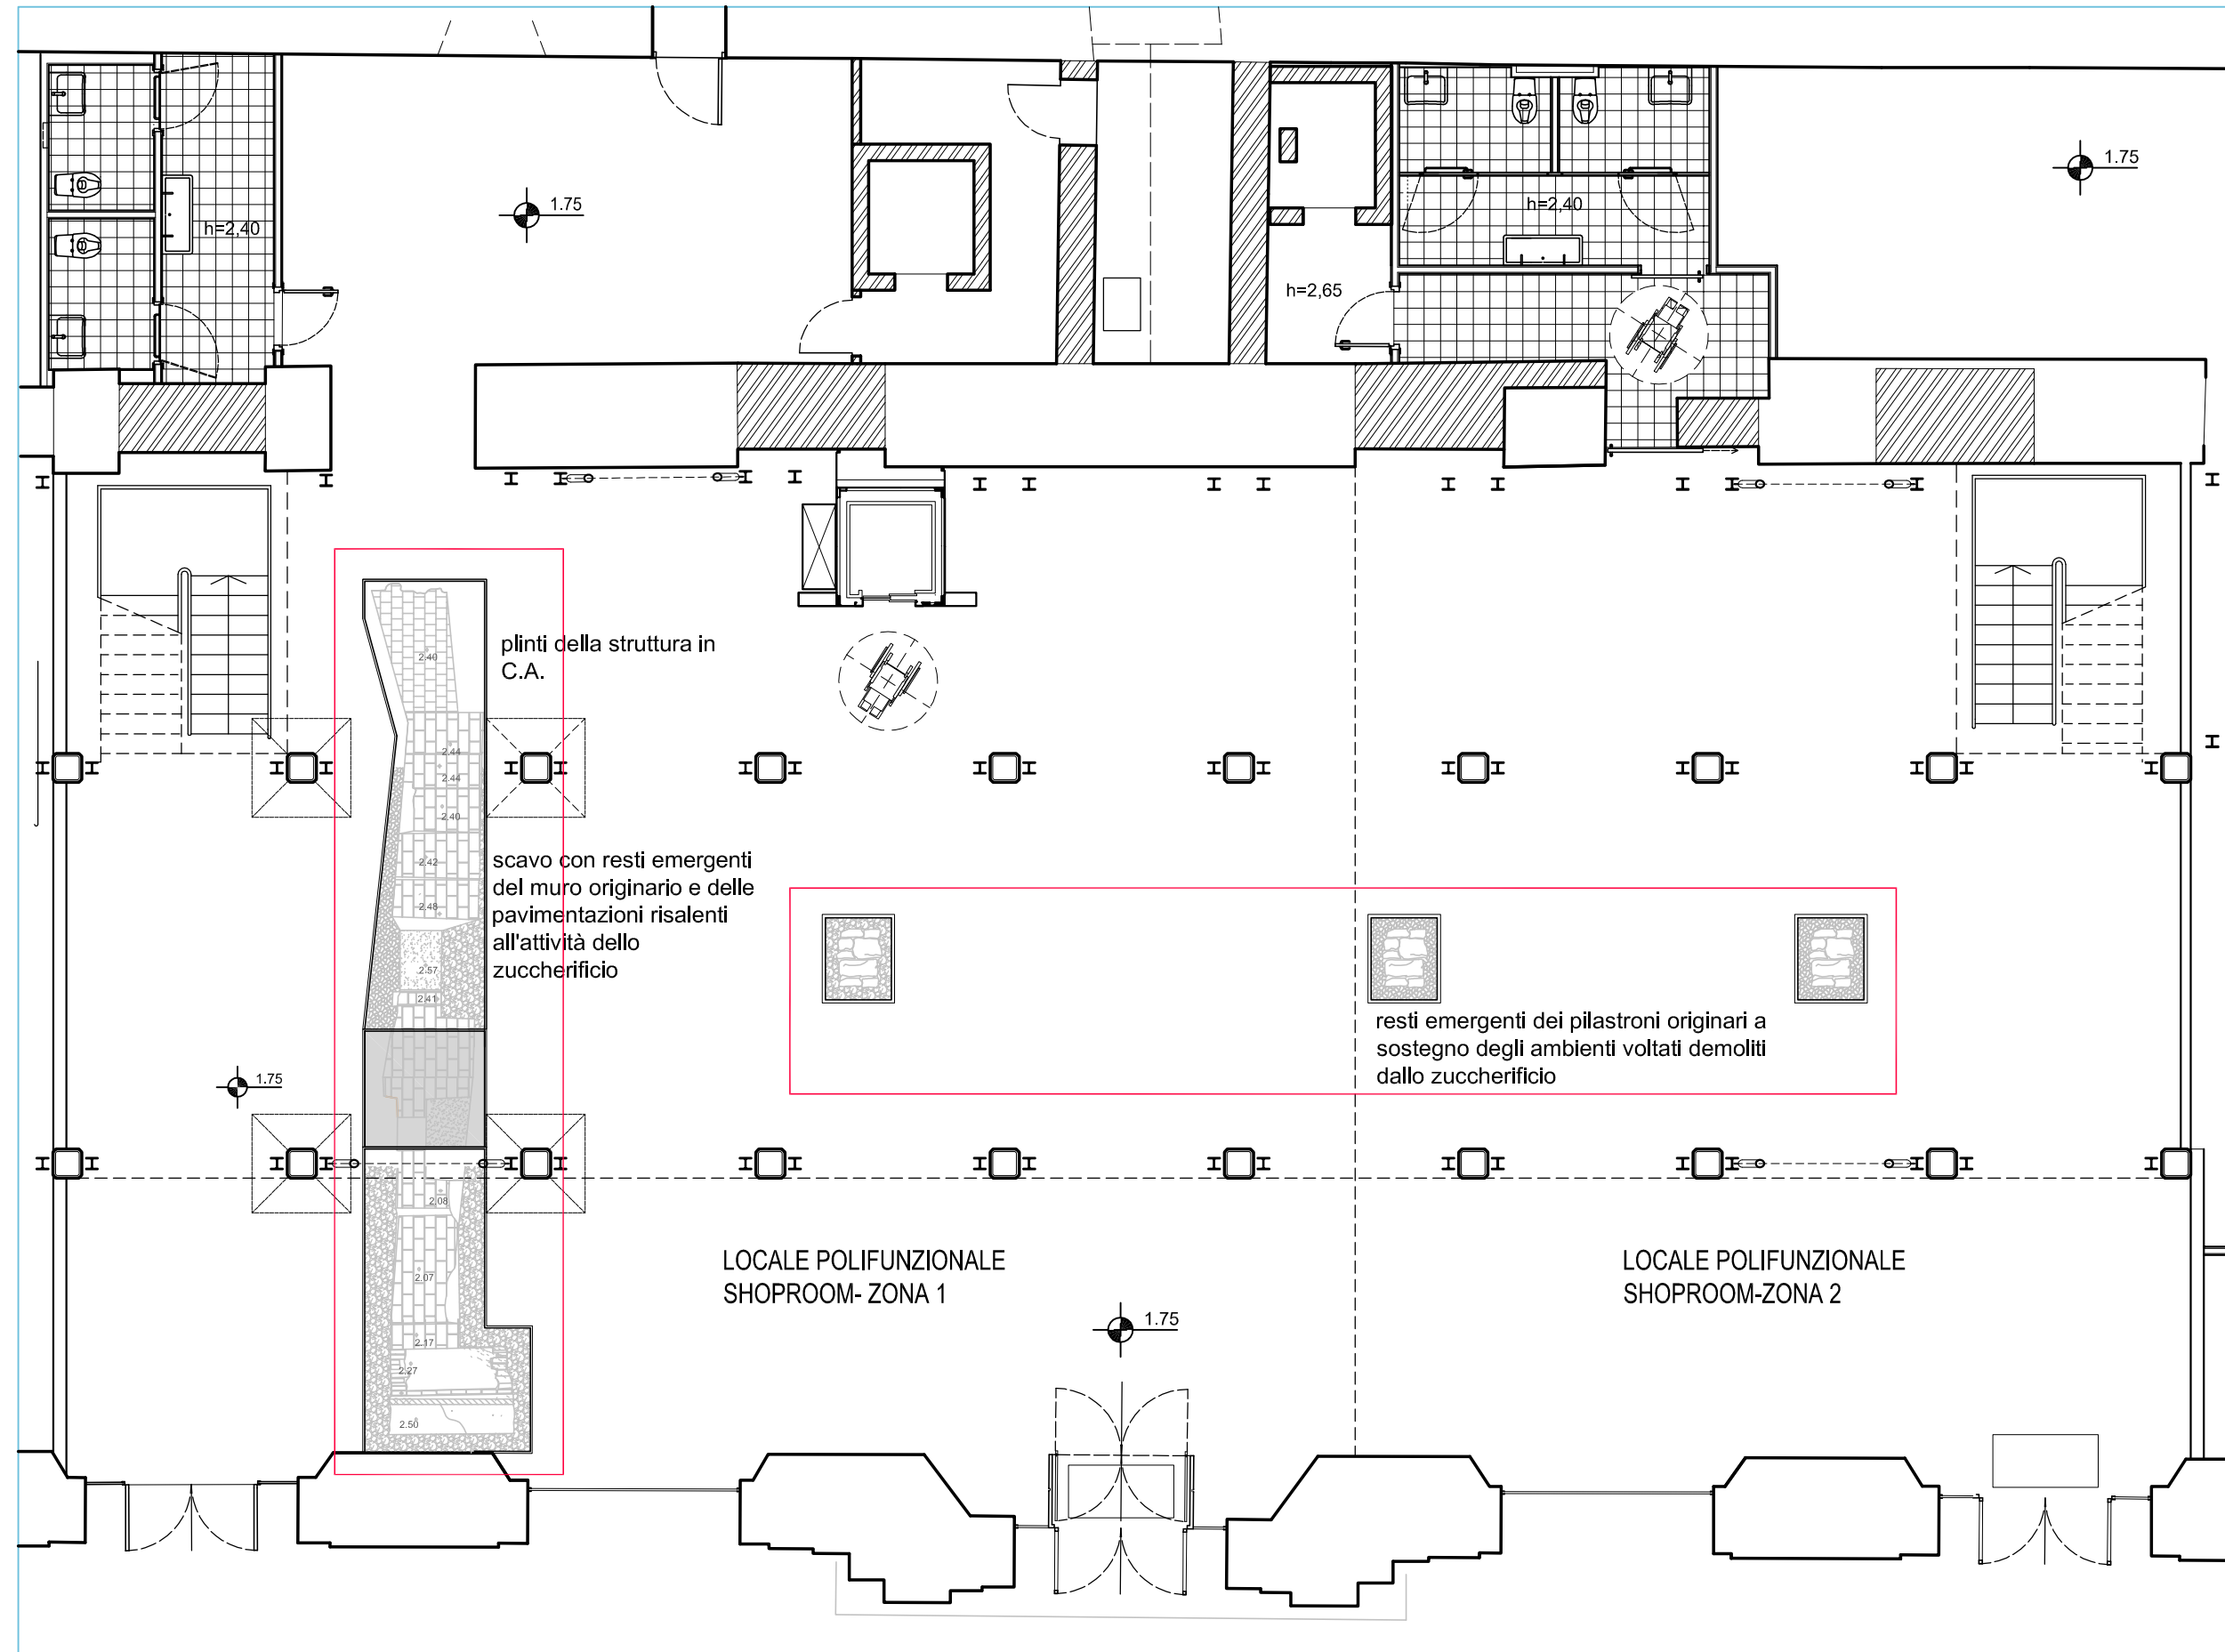 1.75
1.75
h=2,40
h=2,40
h=2,65
plinti della struttura in
C.A.
2.40
2.44
2.44
2.40
2.42
2.48
2.57
2.41
scavo con resti emergenti
del muro originario e delle
pavimentazioni risalenti
all'attività dello
zuccherificio
resti emergenti dei pilastroni originari a
sostegno degli ambienti voltati demoliti
dallo zuccherificio
1.75
2.08
2.07
2.17
2.27
2.50
LOCALE POLIFUNZIONALE
SHOPROOM- ZONA 1
LOCALE POLIFUNZIONALE
SHOPROOM-ZONA 2
1.75